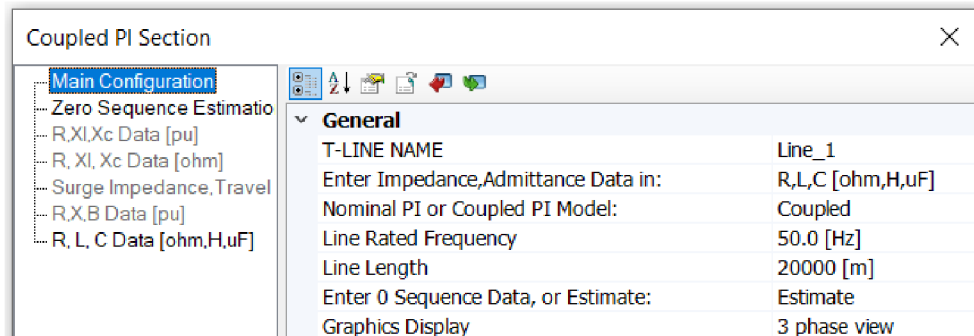 Coupled PI Section
Main Configuration
Zero Sequence Estimatio
R,Xl,Xc Data [pu]
R, Xl, Xc Data [ohm]
Surge Impedance,Travel
R,X,B Data [pu]
R, L, C Data [ohm,H,uF]
General
T-LINE NAME Line_1
Enter Impedance,Admittance Data in: R,L,C [ohm,H,uF]
Nominal PI or Coupled PI Model: Coupled
Line Rated Frequency 50.0 [Hz]
Line Length 20000 [m]
Enter 0 Sequence Data, or Estimate: Estimate
Graphics Display 3 phase view